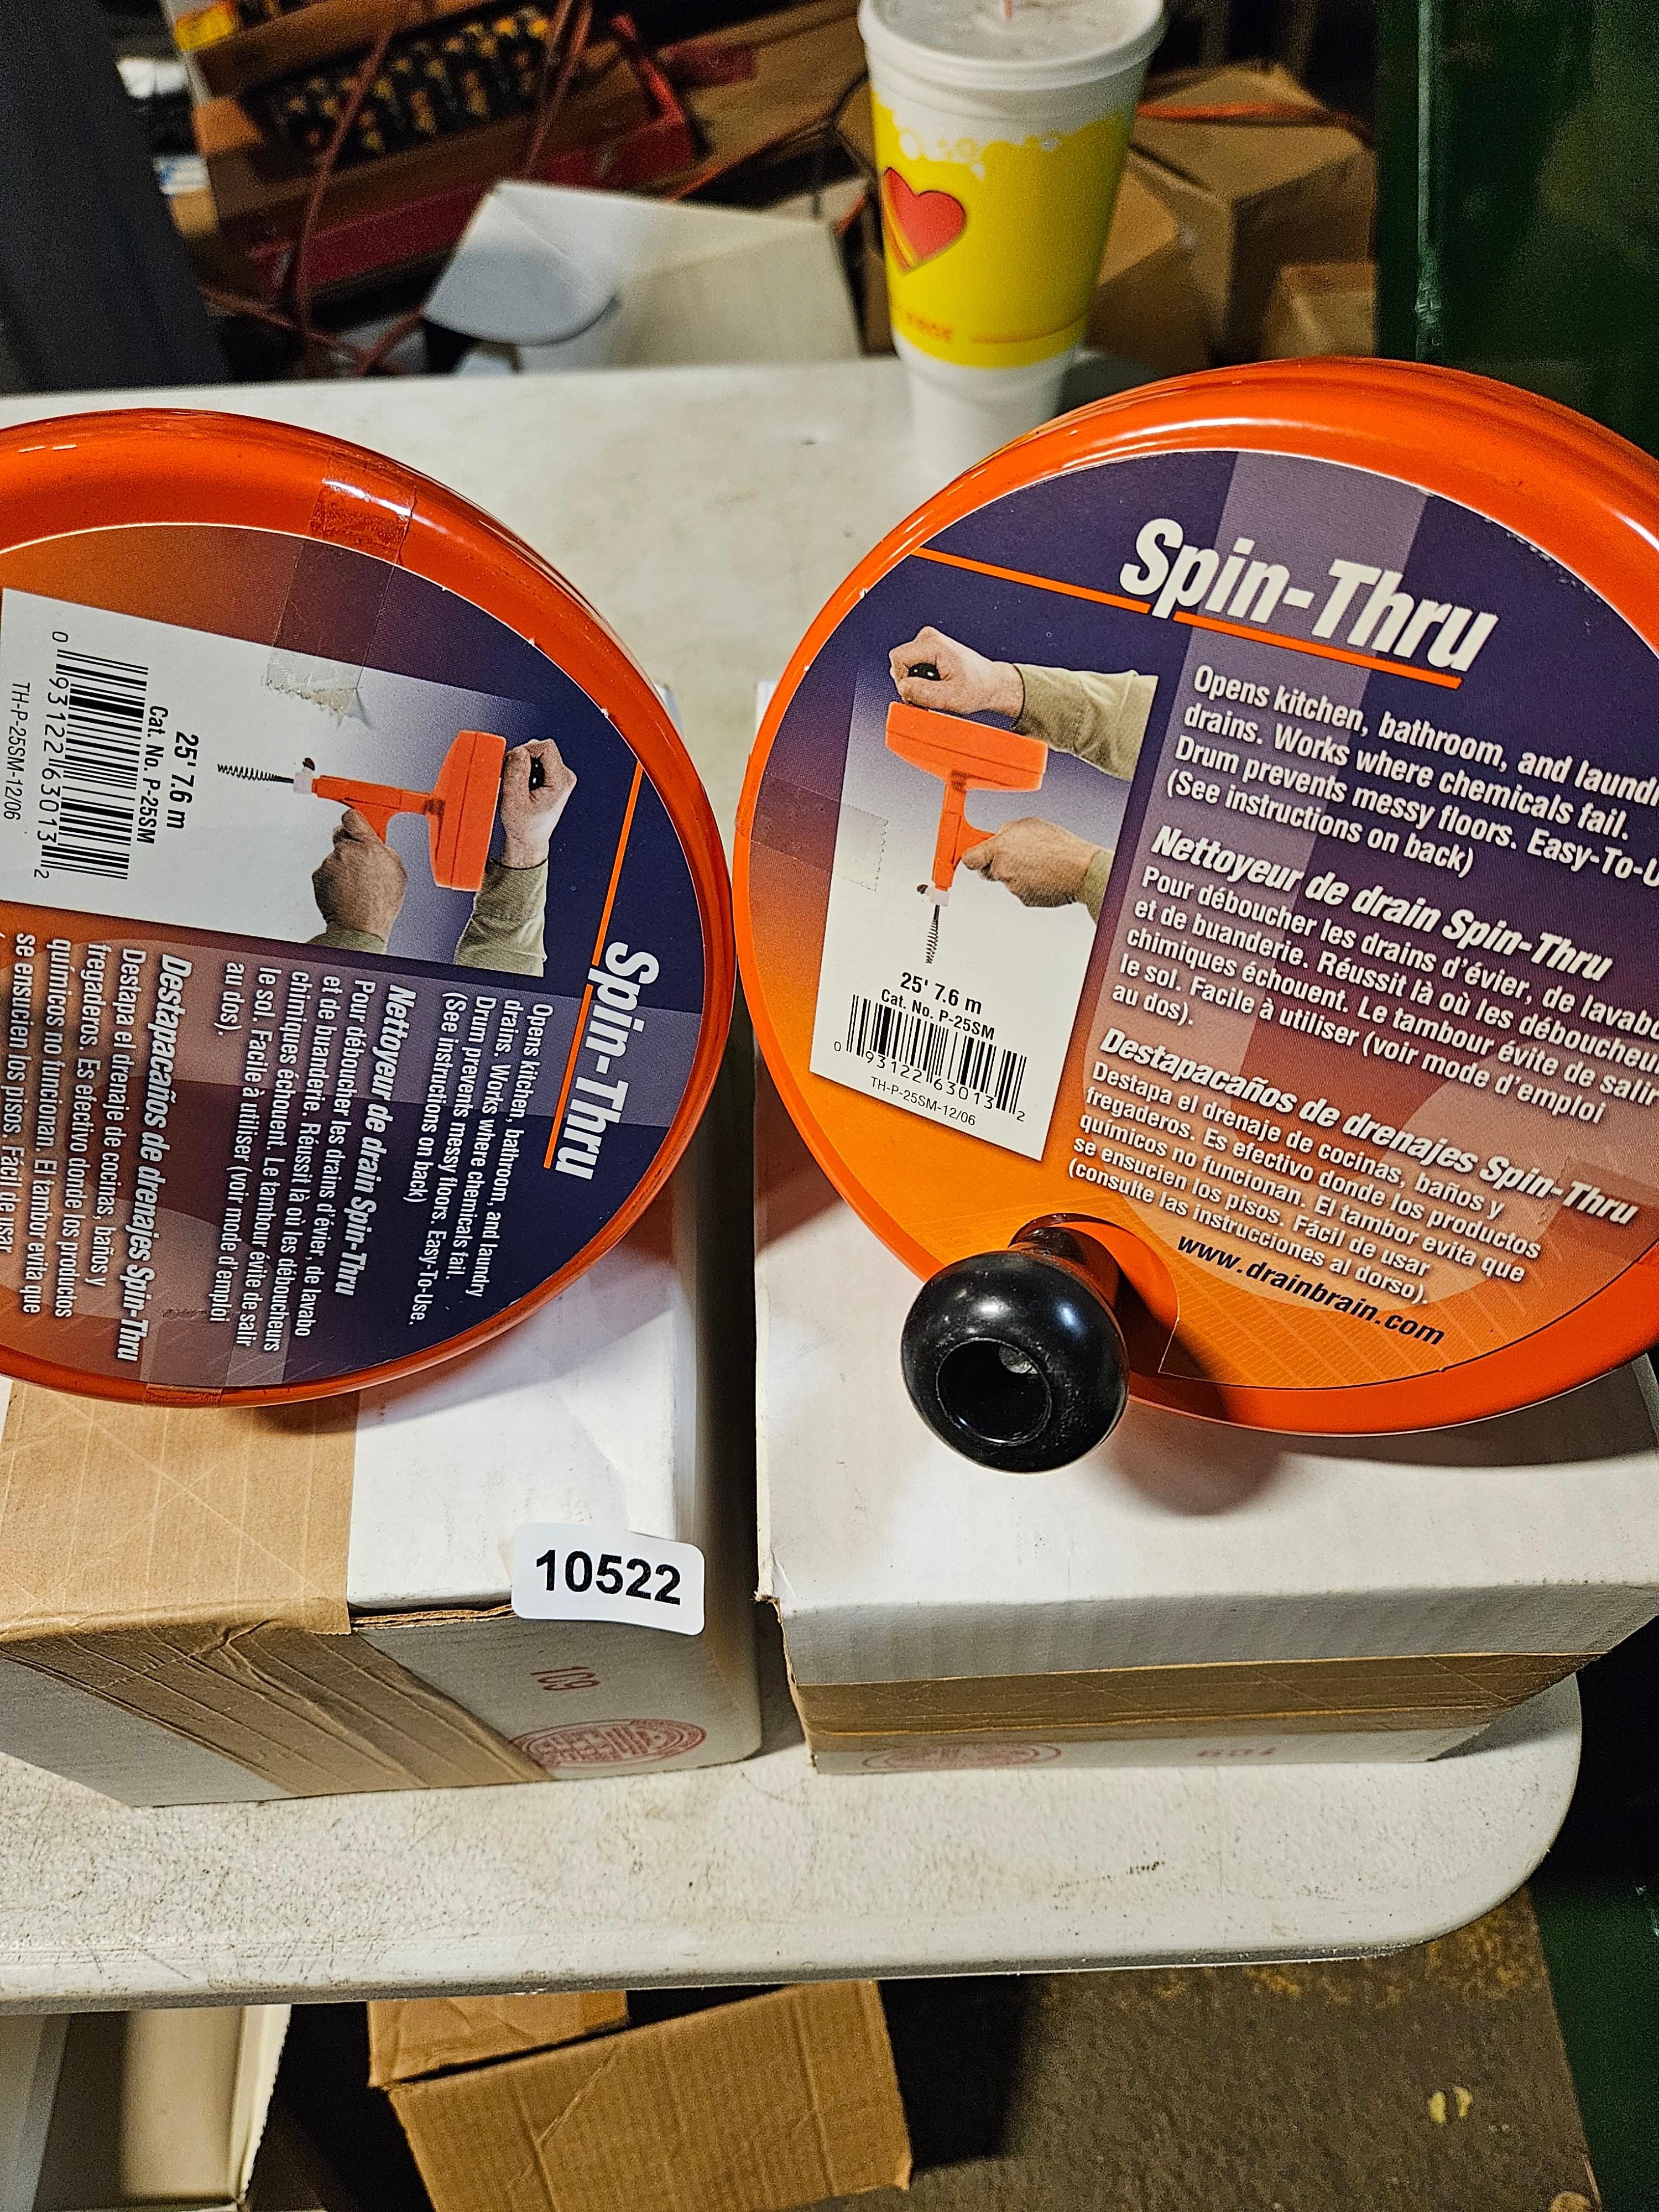 Spin-Thru
Opens kitchen, bathroom, and laundry
drains. Works where chemicals fail.
Drum prevents messy floors. Easy-To-Use.
(See instructions on back)
Nettoyeur de drain Spin-Thru
Pour déboucher les drains d'évier, de lavabo
et de buanderie. Réussit là où les déboucheurs
chimiques échouent. Le tambour évite de salir
le sol. Facile à utiliser (voir mode d'emploi
au dos).
Destapacaños de drenajes Spin-Thru
Destapa el drenaje de cocinas, baños y
fregaderos. Es efectivo donde los productos
químicos no funcionan. El tambor evita que
se ensucien los pisos. Fácil de usar
25' 7.6 m
Cat. No. P-25SM
0 93122 63013 2
TH-P-25SM-12/06
Spin-Thru
Opens kitchen, bathroom, and laund
drains. Works where chemicals fail.
Drum prevents messy floors. Easy-To-U
(See instructions on back)
Nettoyeur de drain Spin-Thru
Pour déboucher les drains d'évier, de lavabo
et de buanderie. Réussit là où les déboucheu
chimiques échouent. Le tambour évite de salir
le sol. Facile à utiliser (voir mode d'emploi
au dos).
Destapacaños de drenajes Spin-Thru
Destapa el drenaje de cocinas, baños y
fregaderos. Es efectivo donde los productos
químicos no funcionan. El tambor evita que
se ensucien los pisos. Fácil de usar
(consulte las instrucciones al dorso).
www.drainbrain.com
25' 7.6 m
Cat. No. P-25SM
0 93122 63013 2
TH-P-25SM-12/06
10522
109